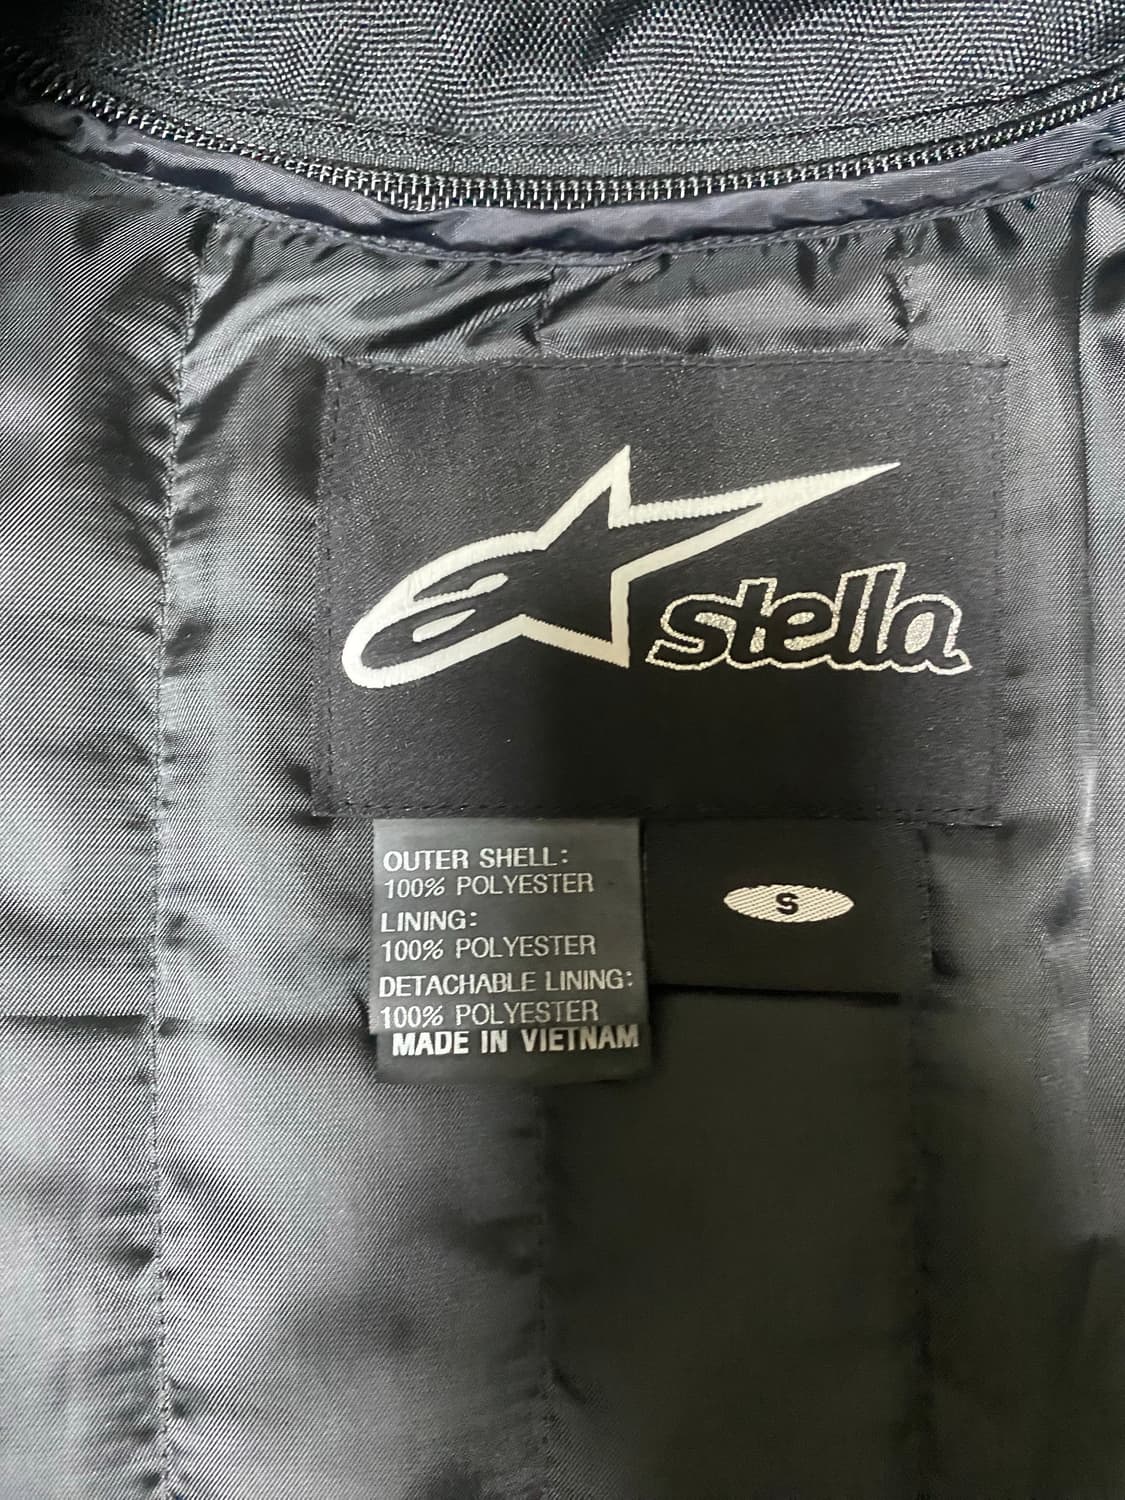 stella
OUTER SHELL:
100% POLYESTER
LINING:
100% POLYESTER
DETACHABLE LINING:
100% POLYESTER
MADE IN VIETNAM
S